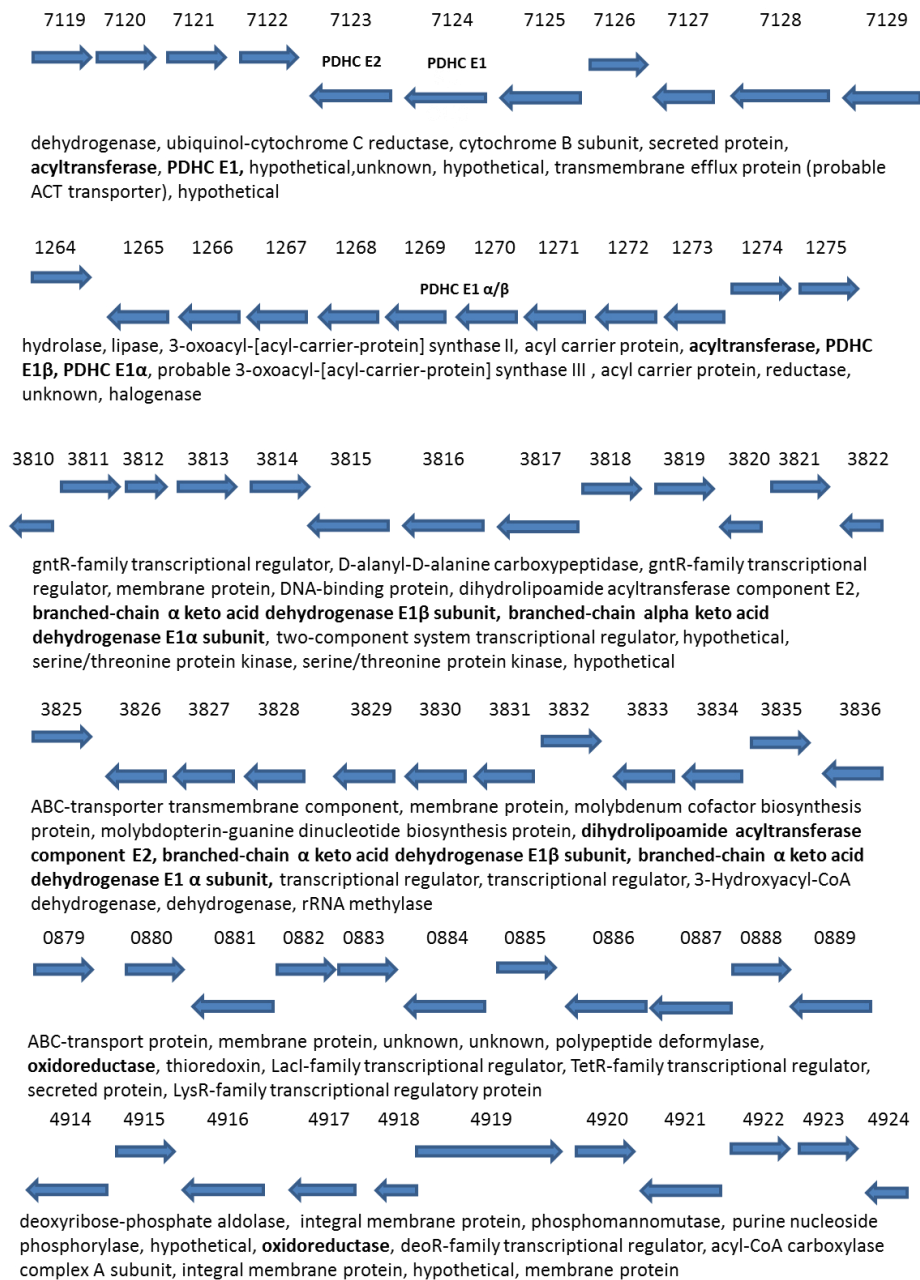 7119 7120 7121 7122 7123 7124 7125 7126 7127 7128 7129
PDHC E2 PDHC E1
dehydrogenase, ubiquinol-cytochrome C reductase, cytochrome B subunit, secreted protein,
acyltransferase, PDHC E1, hypothetical,unknown, hypothetical, transmembrane efflux protein (probable
ACT transporter), hypothetical
1264 1265 1266 1267 1268 1269 1270 1271 1272 1273 1274 1275
PDHC E1 α/β
hydrolase, lipase, 3-oxoacyl-[acyl-carrier-protein] synthase II, acyl carrier protein, acyltransferase, PDHC
E1β, PDHC E1α, probable 3-oxoacyl-[acyl-carrier-protein] synthase III , acyl carrier protein, reductase,
unknown, halogenase
3810 3811 3812 3813 3814 3815 3816 3817 3818 3819 3820 3821 3822
gntR-family transcriptional regulator, D-alanyl-D-alanine carboxypeptidase, gntR-family transcriptional
regulator, membrane protein, DNA-binding protein, dihydrolipoamide acyltransferase component E2,
branched-chain α keto acid dehydrogenase E1β subunit, branched-chain alpha keto acid
dehydrogenase E1α subunit, two-component system transcriptional regulator, hypothetical,
serine/threonine protein kinase, serine/threonine protein kinase, hypothetical
3825 3826 3827 3828 3829 3830 3831 3832 3833 3834 3835 3836
ABC-transporter transmembrane component, membrane protein, molybdenum cofactor biosynthesis
protein, molybdopterin-guanine dinucleotide biosynthesis protein, dihydrolipoamide acyltransferase
component E2, branched-chain α keto acid dehydrogenase E1β subunit, branched-chain α keto acid
dehydrogenase E1 α subunit, transcriptional regulator, transcriptional regulator, 3-Hydroxyacyl-CoA
dehydrogenase, dehydrogenase, rRNA methylase
0879 0880 0881 0882 0883 0884 0885 0886 0887 0888 0889
ABC-transport protein, membrane protein, unknown, unknown, polypeptide deformylase,
oxidoreductase, thioredoxin, LacI-family transcriptional regulator, TetR-family transcriptional regulator,
secreted protein, LysR-family transcriptional regulatory protein
4914 4915 4916 4917 4918 4919 4920 4921 4922 4923 4924
deoxyribose-phosphate aldolase, integral membrane protein, phosphomannomutase, purine nucleoside
phosphorylase, hypothetical, oxidoreductase, deoR-family transcriptional regulator, acyl-CoA carboxylase
complex A subunit, integral membrane protein, hypothetical, membrane protein